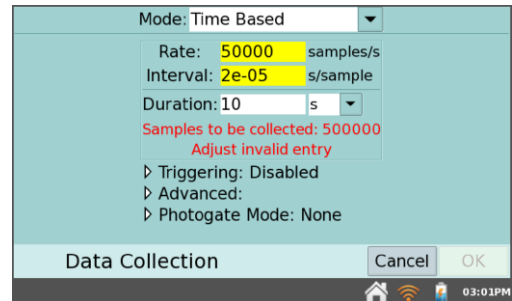 Mode: Time Based
Rate: 50000 samples/s
Interval: 2e-05 s/sample
Duration: 10 s
Samples to be collected: 500000
Adjust invalid entry
Triggering: Disabled
Advanced:
Photogate Mode: None
Data Collection Cancel OK
03:01PM